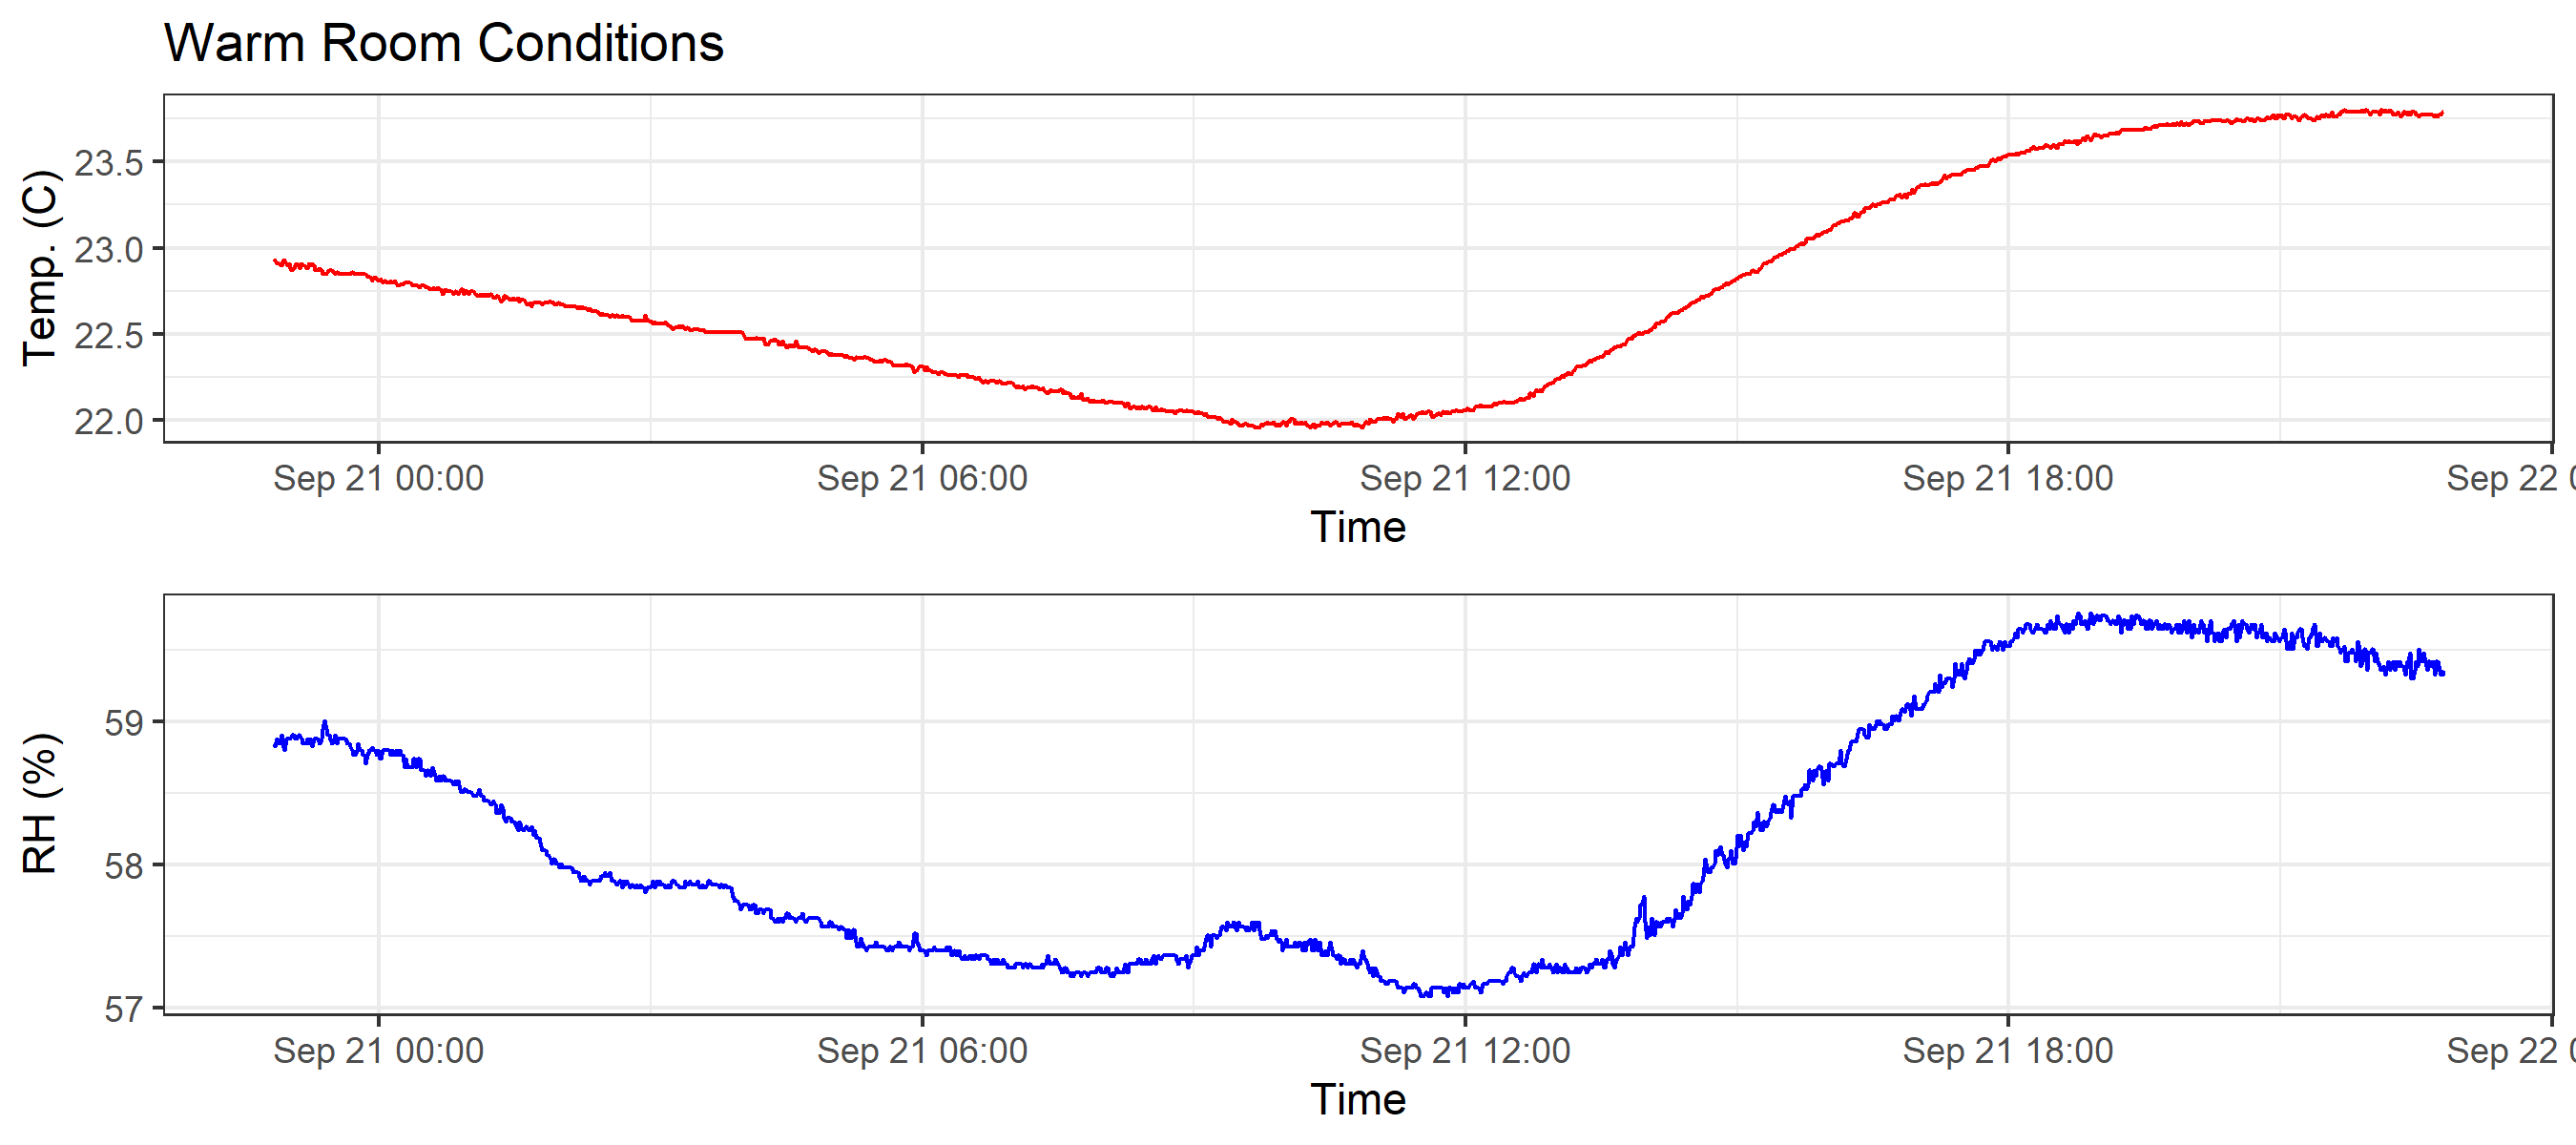 Warm Room Conditions
Temp. (C)
23.5
23.0
22.5
22.0
Sep 21 00:00 Sep 21 06:00 Sep 21 12:00 Sep 21 18:00 Sep 22 0
Time
RH (%)
59
58
57
Sep 21 00:00 Sep 21 06:00 Sep 21 12:00 Sep 21 18:00 Sep 22 0
Time